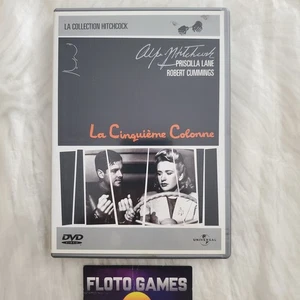 LA COLLECTION HITCHCOCK
Alfred Hitchcock
PRISCILLA LANE
ROBERT CUMMINGS
La Cinquième Colonne
DVD
UNIVERSAL
FLOTO GAMES